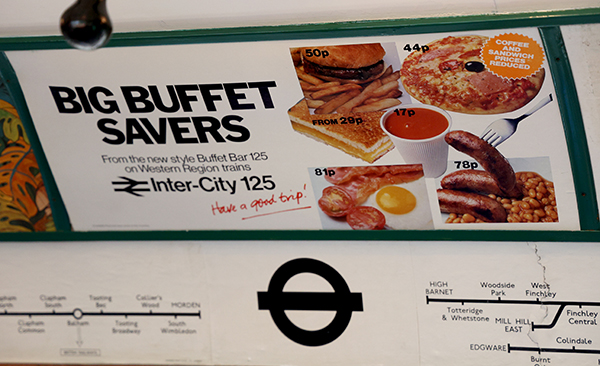 BIG BUFFET
SAVERS
From the new style Buffet Bar 125
on Western Region trains
Inter-City 125
Have a good trip!
50p
44p
COFFEE AND
SANDWICH
PRICES
REDUCED
FROM 29p
17p
81p
78p
Clapham
South
Tooting
Bec
Collier's
Wood
MORDEN
Clapham
Common
Balham
Tooting
Broadway
South
Wimbledon
HIGH
BARNET
Woodside
Park
West
Finchley
Totteridge
& Whetstone
MILL HILL
EAST
Finchley
Central
EDGWARE
Colindale
Burnt